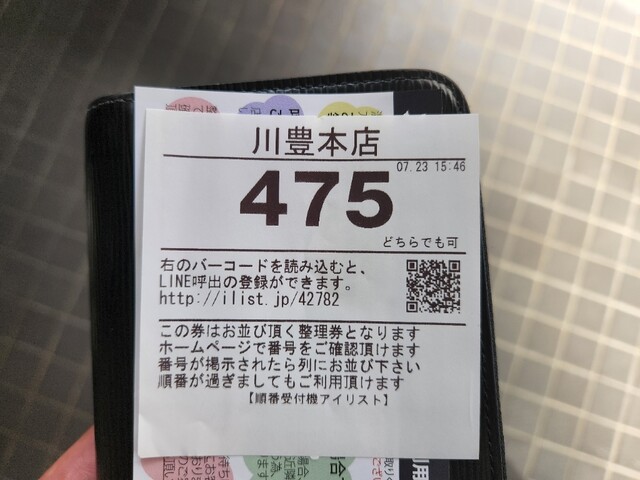 川豊本店
07.23 15:46
475
どちらでも可
右のバーコードを読み込むと、
LINE呼出の登録ができます。
http://ilist.jp/42782
この券はお並び頂く整理券となります
ホームページで番号をご確認頂けます
番号が掲示されたら列にお並び下さい
順番が過ぎましてもご利用頂けます
【順番受付機アイリスト】